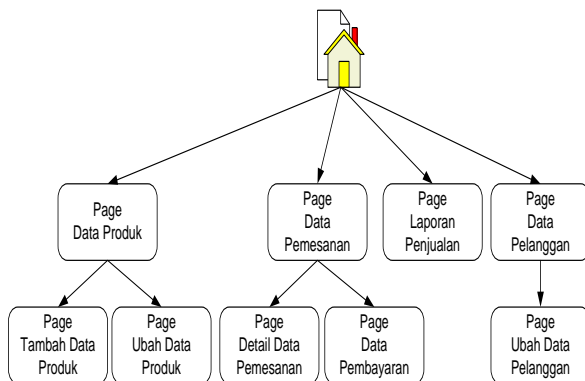 Page
Data Produk
Page
Data
Pemesanan
Page
Laporan
Penjualan
Page
Data
Pelanggan
Page
Tambah Data
Produk
Page
Ubah Data
Produk
Page
Detail Data
Pemesanan
Page
Data
Pembayaran
Page
Ubah Data
Pelanggan